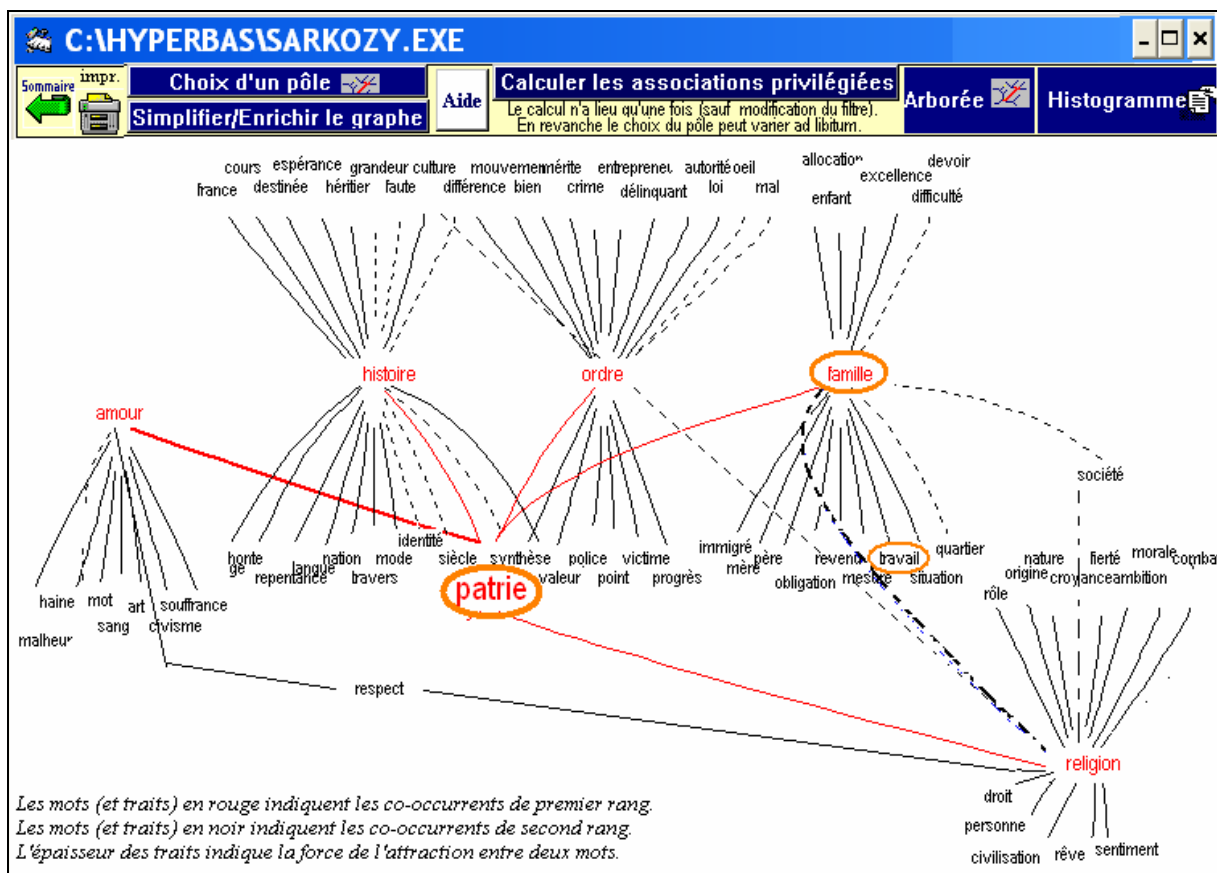 C:\HYPERBAS\SARKOZY.EXE
Sommaire
impr.
Choix d'un pôle
Simplifier/Enrichir le graphe
Aide
Calculer les associations privilégiées
Le calcul n'a lieu qu'une fois (sauf modification du filtre).
En revanche le choix du pôle peut varier ad libitum.
Arborée
Histogramme
cours espérance grandeur culture mouvement mérite entrepreneu autorité oeil allocation devoir
france destinée héritier faute différence bien crime délinquant loi mal enfant excellence difficulté
histoire ordre famille
amour
société
identité
honte nation mode siècle synthèse police victime immigré père revenu travail quartier
ge repentance langue travers valeur point progrès mère obligation mesure situation
nature fierté morale combat
origine croyance ambition
rôle
patrie
haine mot art souffrance
malheur sang civisme
respect
religion
droit
personne
civilisation rêve sentiment
Les mots (et traits) en rouge indiquent les co-occurrents de premier rang.
Les mots (et traits) en noir indiquent les co-occurrents de second rang.
L'épaisseur des traits indique la force de l'attraction entre deux mots.